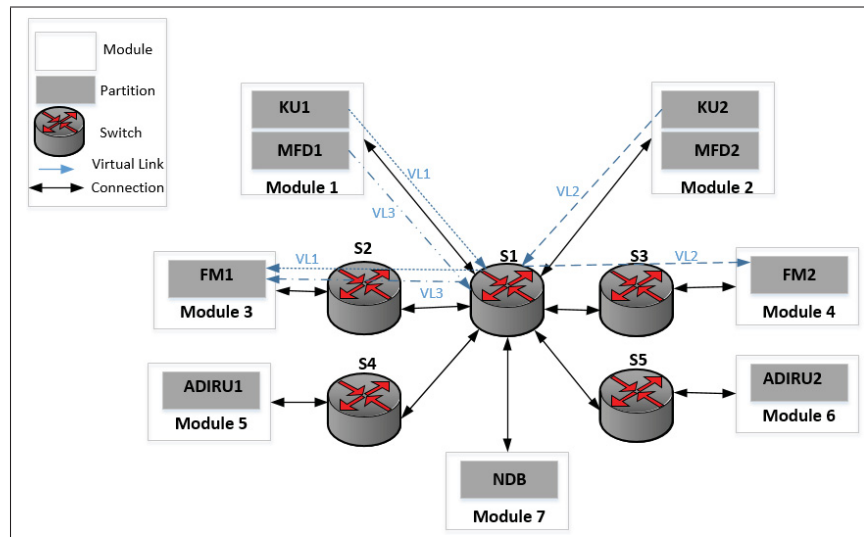 Module
Partition
Switch
Virtual Link
Connection
KU1
MFD1
Module 1
KU2
MFD2
Module 2
VL1
VL2
VL3
S2
S1
S3
FM1
VL1
VL3
Module 3
VL2
FM2
Module 4
S4
S5
ADIRU1
Module 5
ADIRU2
Module 6
NDB
Module 7